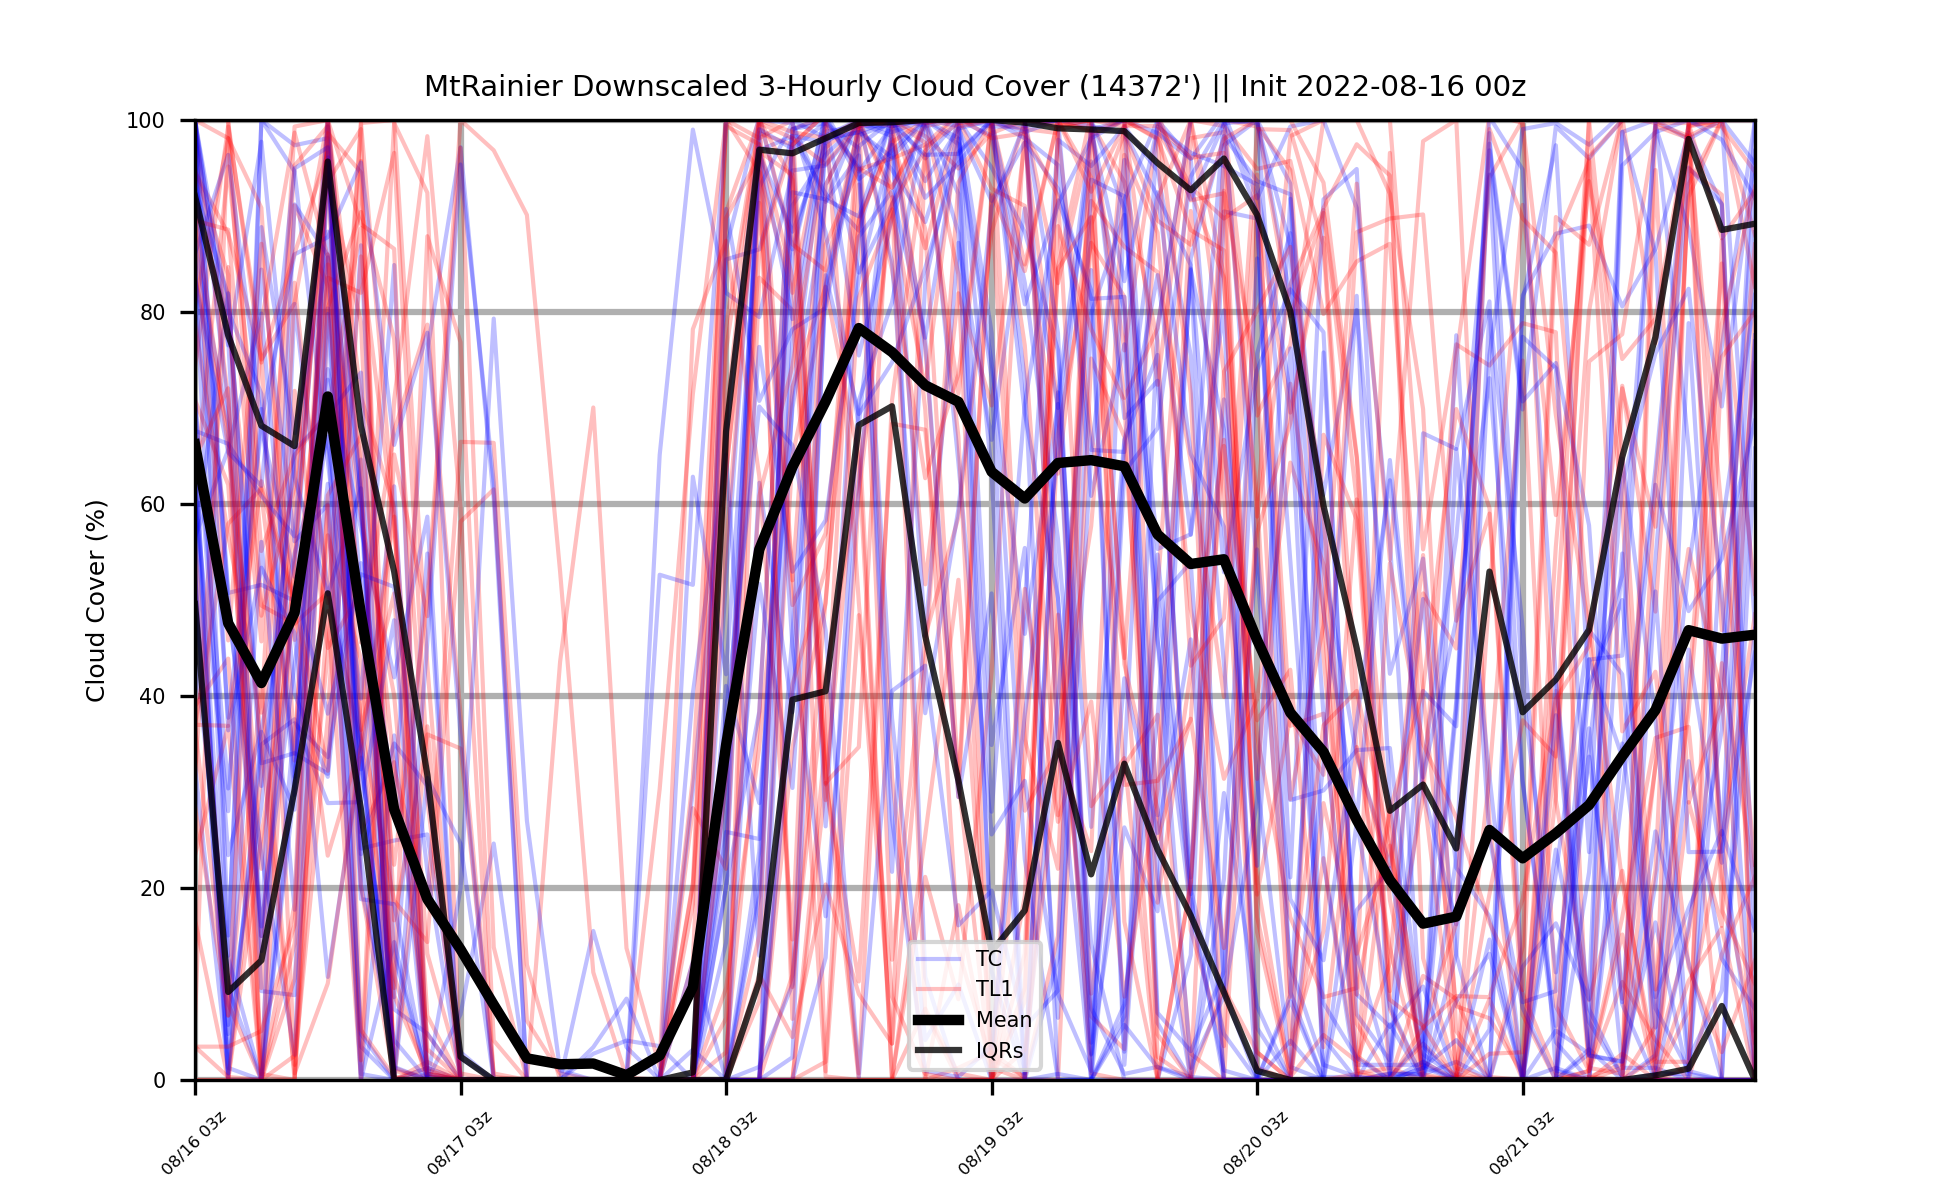 MtRainier Downscaled 3-Hourly Cloud Cover (14372') || Init 2022-08-16 00z
Cloud Cover (%)
100
80
60
40
20
0
TC
TL1
Mean
IQRs
08/16 03z
08/17 03z
08/18 03z
08/19 03z
08/20 03z
08/21 03z